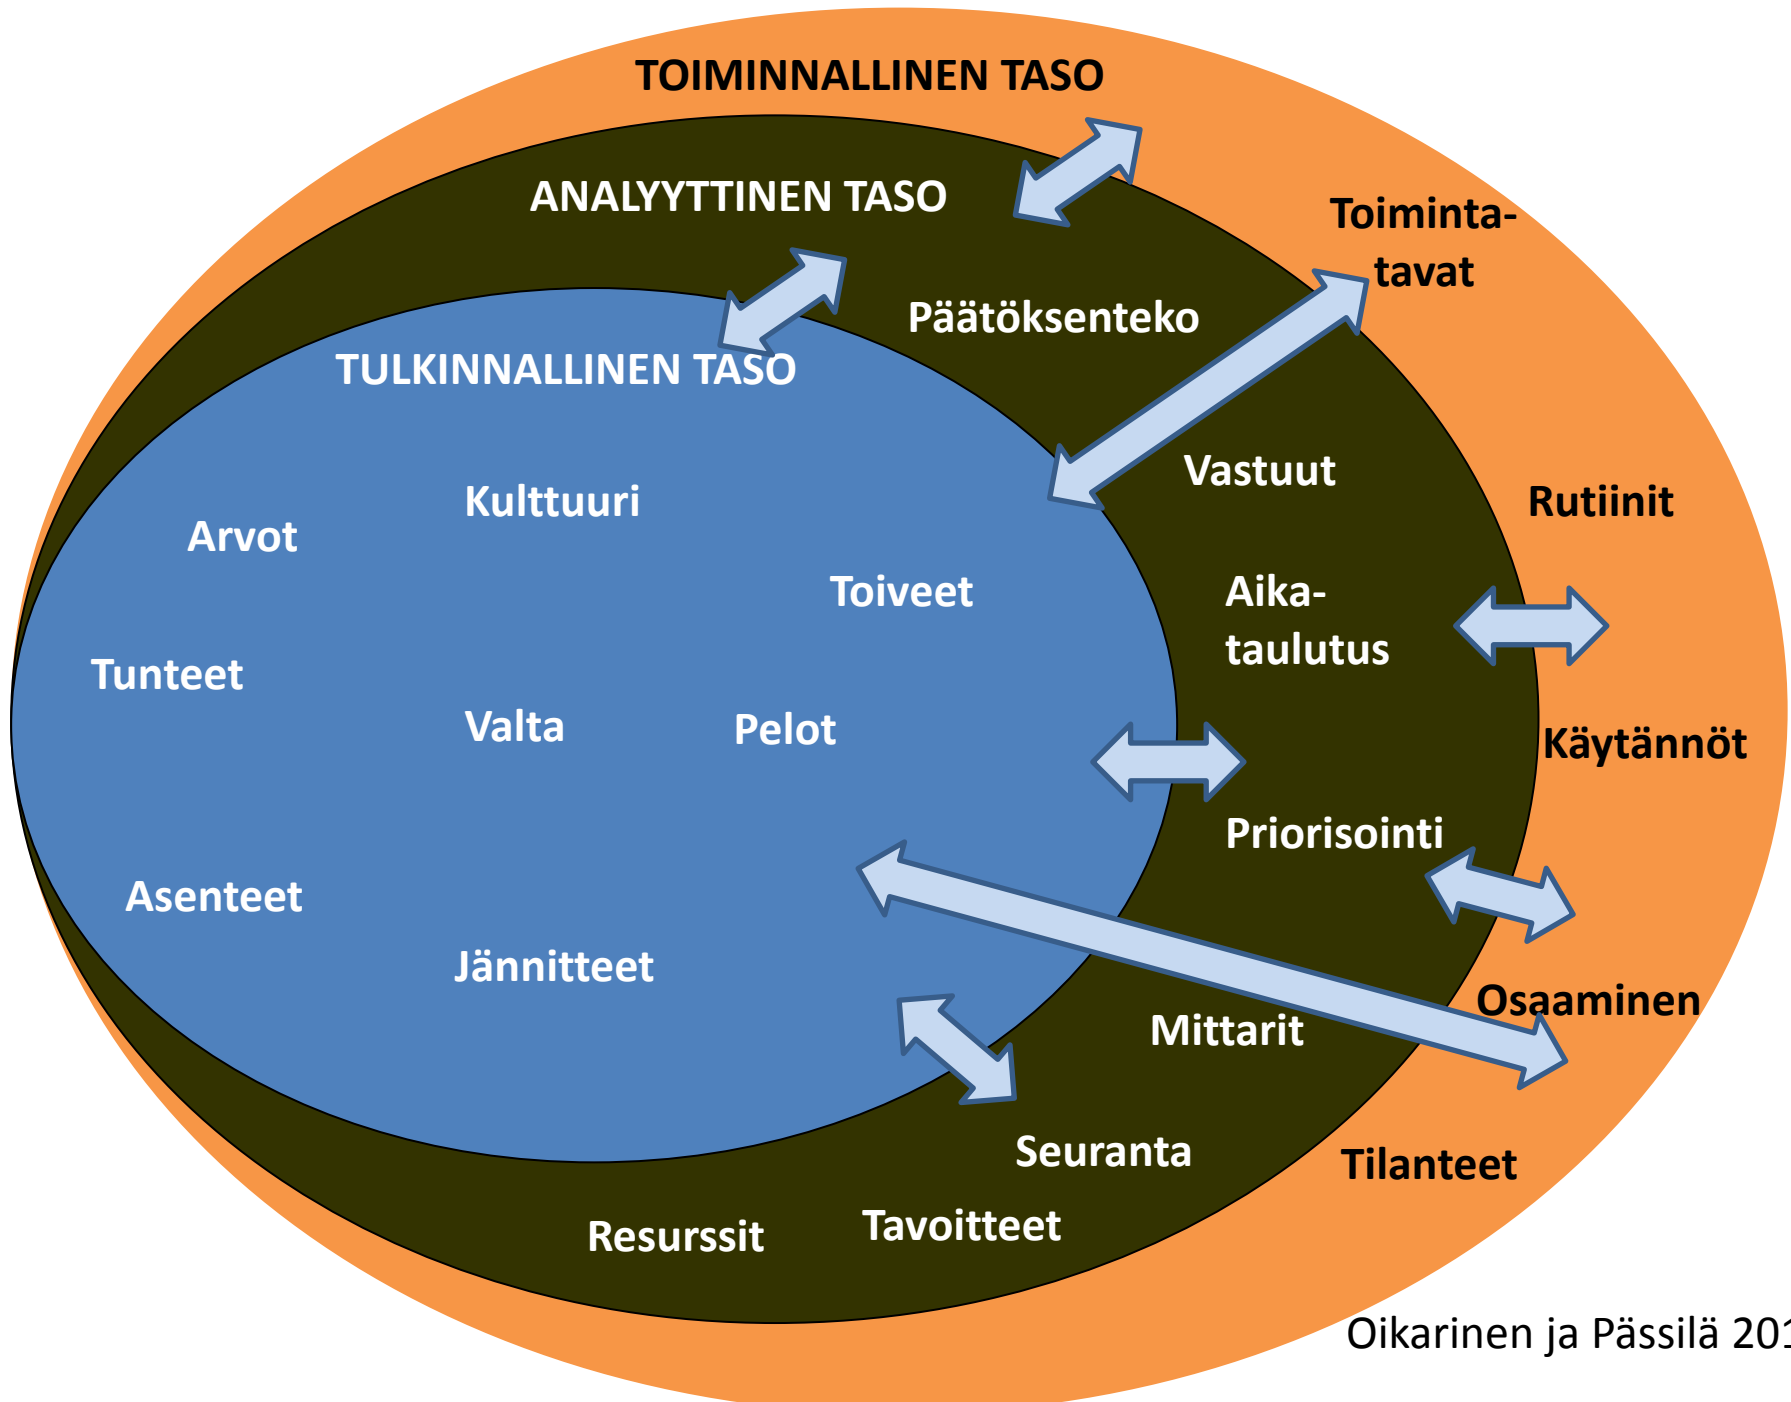 TOIMINNALLINEN TASO
ANALYYTTINEN TASO
Toiminta-
tavat
Päätöksenteko
TULKINNALLINEN TASO
Vastuut
Kulttuuri
Rutiinit
Arvot
Toiveet
Aika-
taulutus
Tunteet
Valta
Pelot
Käytännöt
Priorisointi
Asenteet
Jännitteet
Osaaminen
Mittarit
Seuranta
Tilanteet
Resurssit
Tavoitteet
Oikarinen ja Pässilä